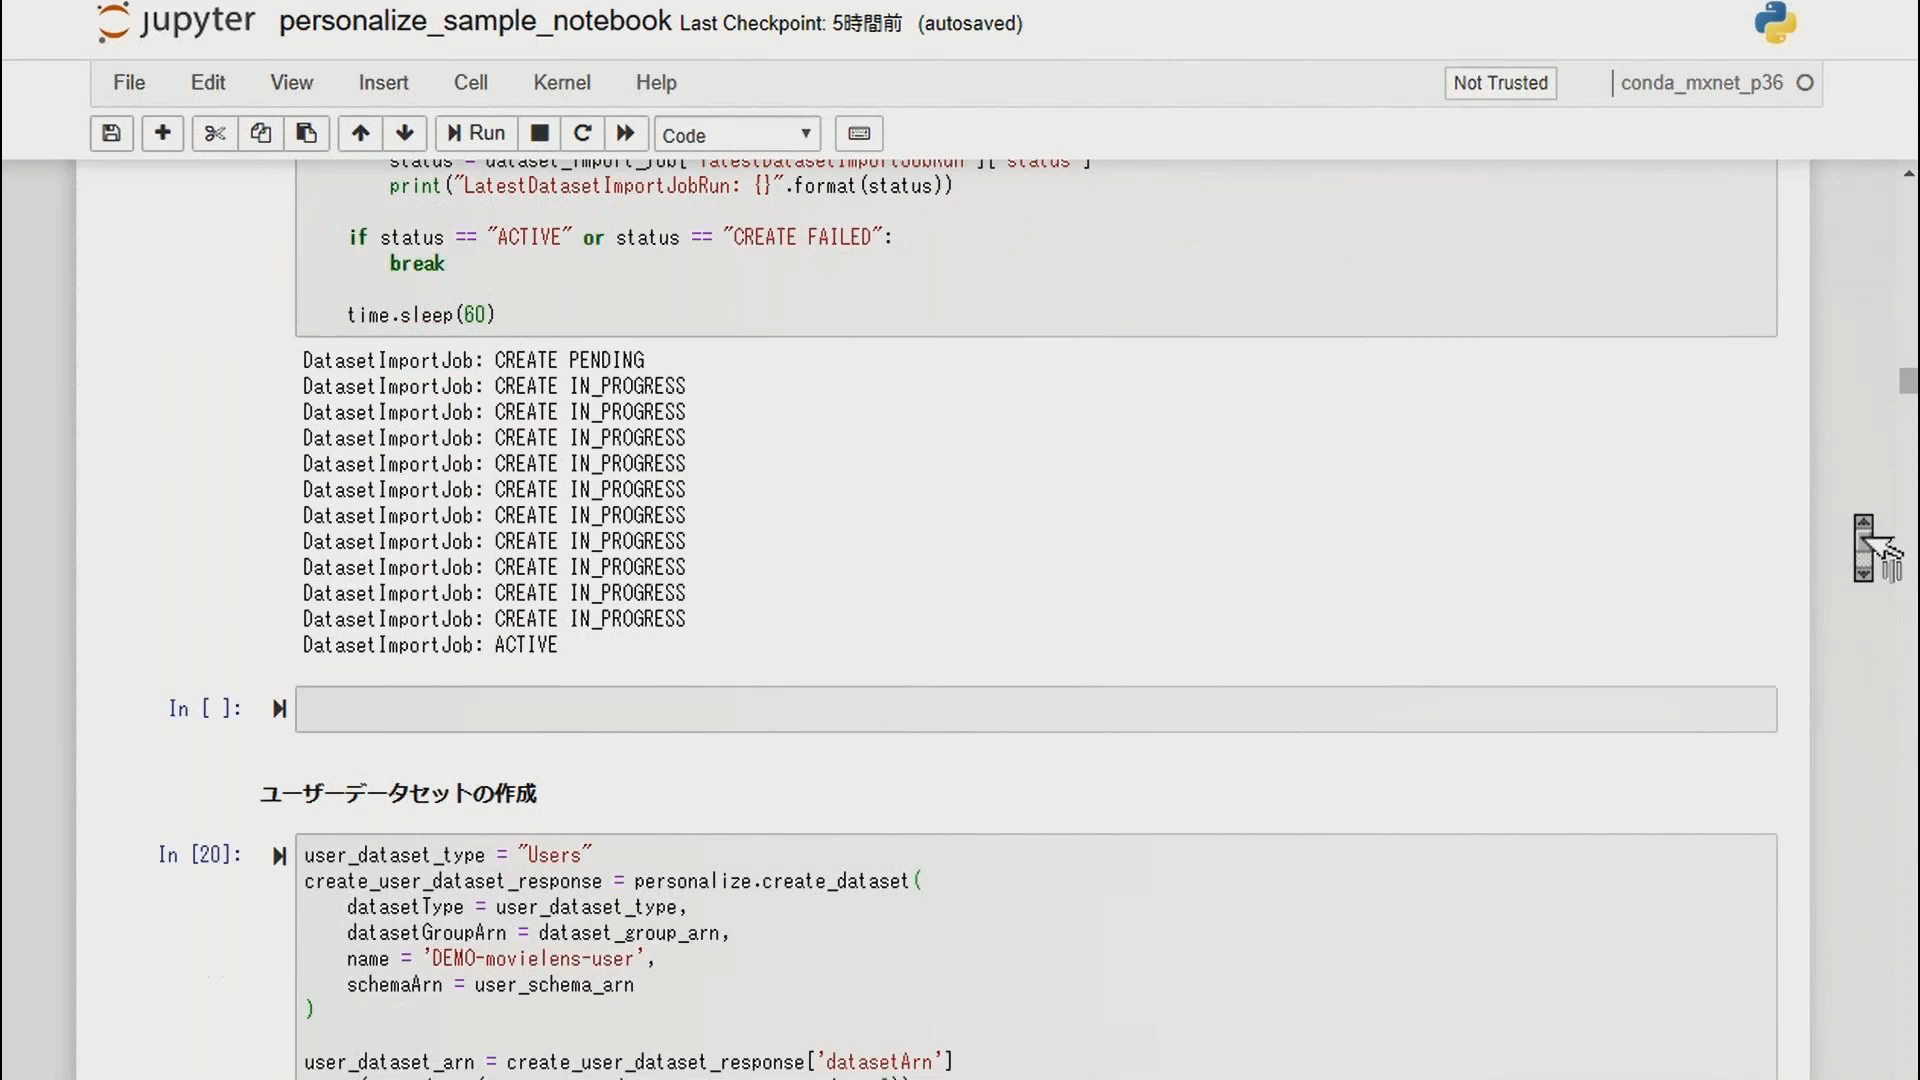 jupyter personalize_sample_notebook Last Checkpoint: 5時間前 (autosaved)
File Edit View Insert Cell Kernel Help Not Trusted conda_mxnet_p36
Run Code
status = dataset_import_job["latestDatasetImportJobRun"]["status"]
print("LatestDatasetImportJobRun: {}".format(status))
if status == "ACTIVE" or status == "CREATE FAILED":
break
time.sleep(60)
DatasetImportJob: CREATE PENDING
DatasetImportJob: CREATE IN_PROGRESS
DatasetImportJob: CREATE IN_PROGRESS
DatasetImportJob: CREATE IN_PROGRESS
DatasetImportJob: CREATE IN_PROGRESS
DatasetImportJob: CREATE IN_PROGRESS
DatasetImportJob: CREATE IN_PROGRESS
DatasetImportJob: CREATE IN_PROGRESS
DatasetImportJob: CREATE IN_PROGRESS
DatasetImportJob: CREATE IN_PROGRESS
DatasetImportJob: CREATE IN_PROGRESS
DatasetImportJob: ACTIVE
In [ ]:
ユーザーデータセットの作成
In [20]:
user_dataset_type = "Users"
create_user_dataset_response = personalize.create_dataset(
datasetType = user_dataset_type,
datasetGroupArn = dataset_group_arn,
name = 'DEMO-movielens-user',
schemaArn = user_schema_arn
)
user_dataset_arn = create_user_dataset_response['datasetArn']